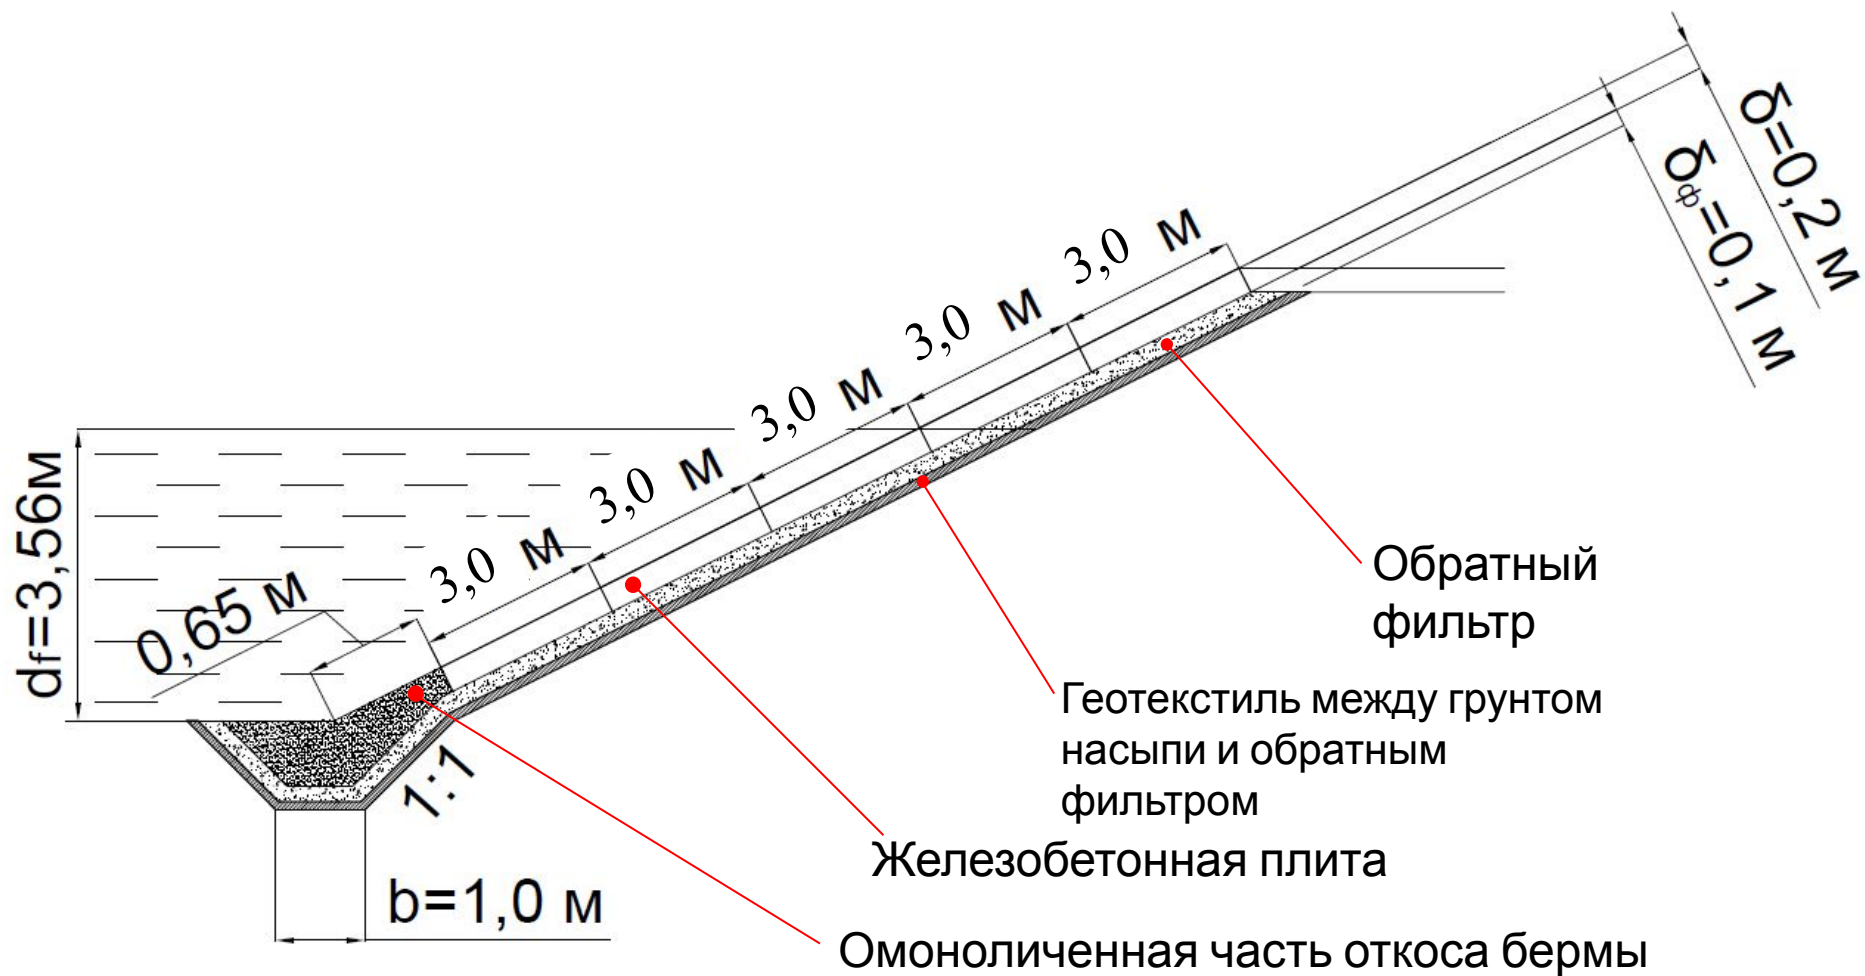 δ=0,2 м
δф=0,1 м
3,0 м
3,0 м
3,0 м
3,0 м
3,0 м
0,65 м
df=3,56м
1:1
b=1,0 м
Обратный
фильтр
Геотекстиль между грунтом
насыпи и обратным
фильтром
Железобетонная плита
Омоноличенная часть откоса бермы